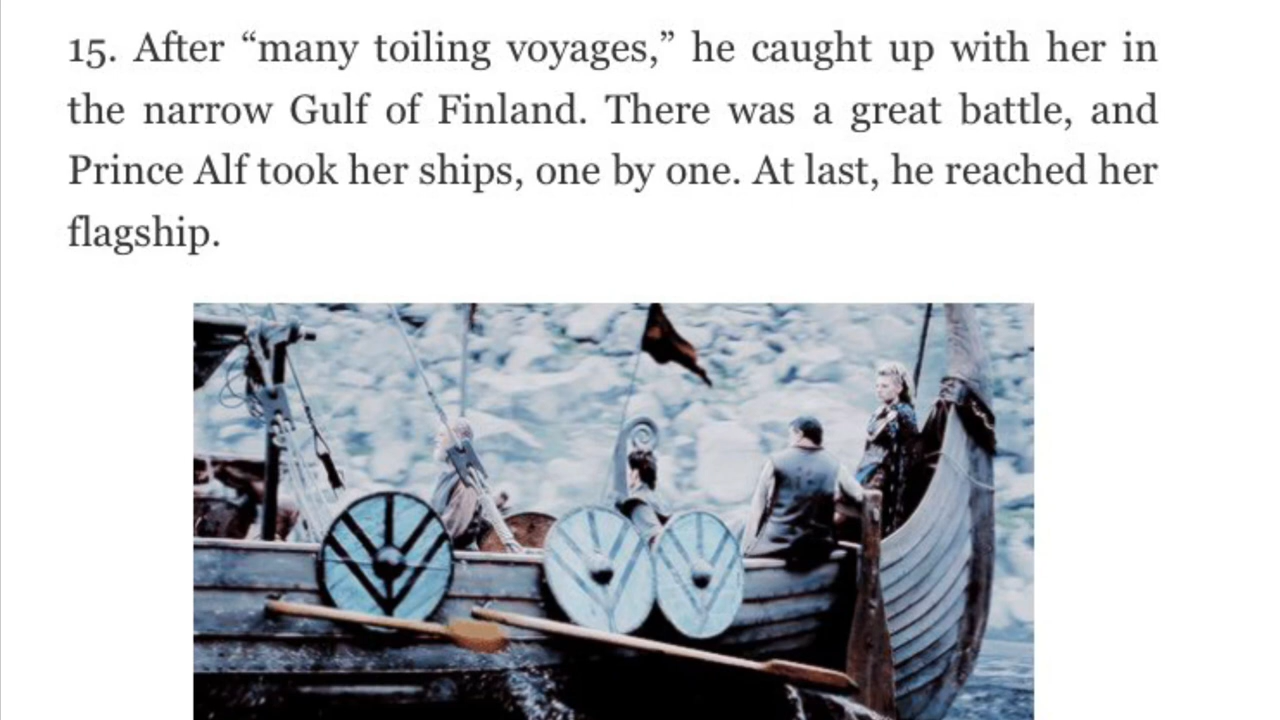 15. After “many toiling voyages,” he caught up with her in
the narrow Gulf of Finland. There was a great battle, and
Prince Alf took her ships, one by one. At last, he reached her
flagship.